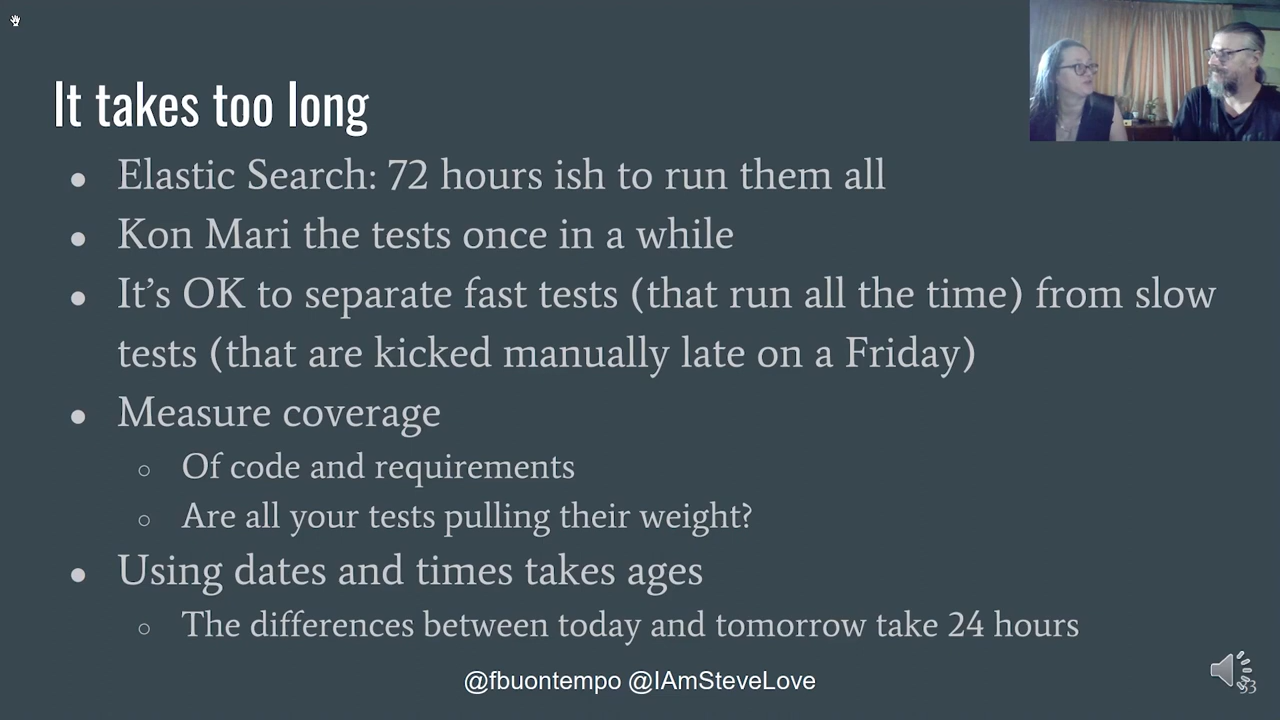 It takes too long
● Elastic Search: 72 hours ish to run them all
● Kon Mari the tests once in a while
● It’s OK to separate fast tests (that run all the time) from slow
tests (that are kicked manually late on a Friday)
● Measure coverage
○ Of code and requirements
○ Are all your tests pulling their weight?
● Using dates and times takes ages
○ The differences between today and tomorrow take 24 hours
@fbuontempo @IAmSteveLove